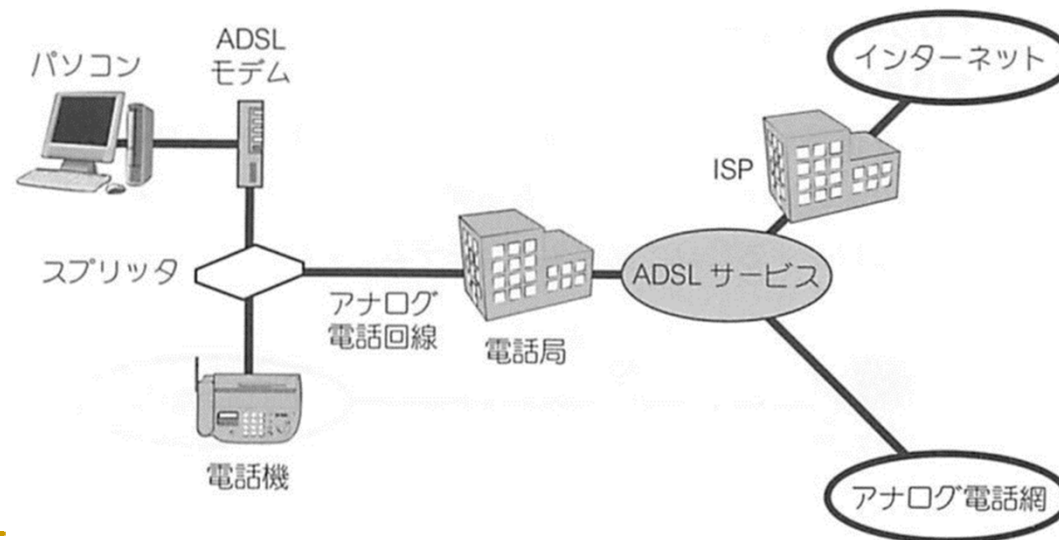 ADSL
モデム
パソコン
インターネット
ISP
スプリッタ
アナログ
電話回線
電話局
ADSL サービス
電話機
アナログ電話網